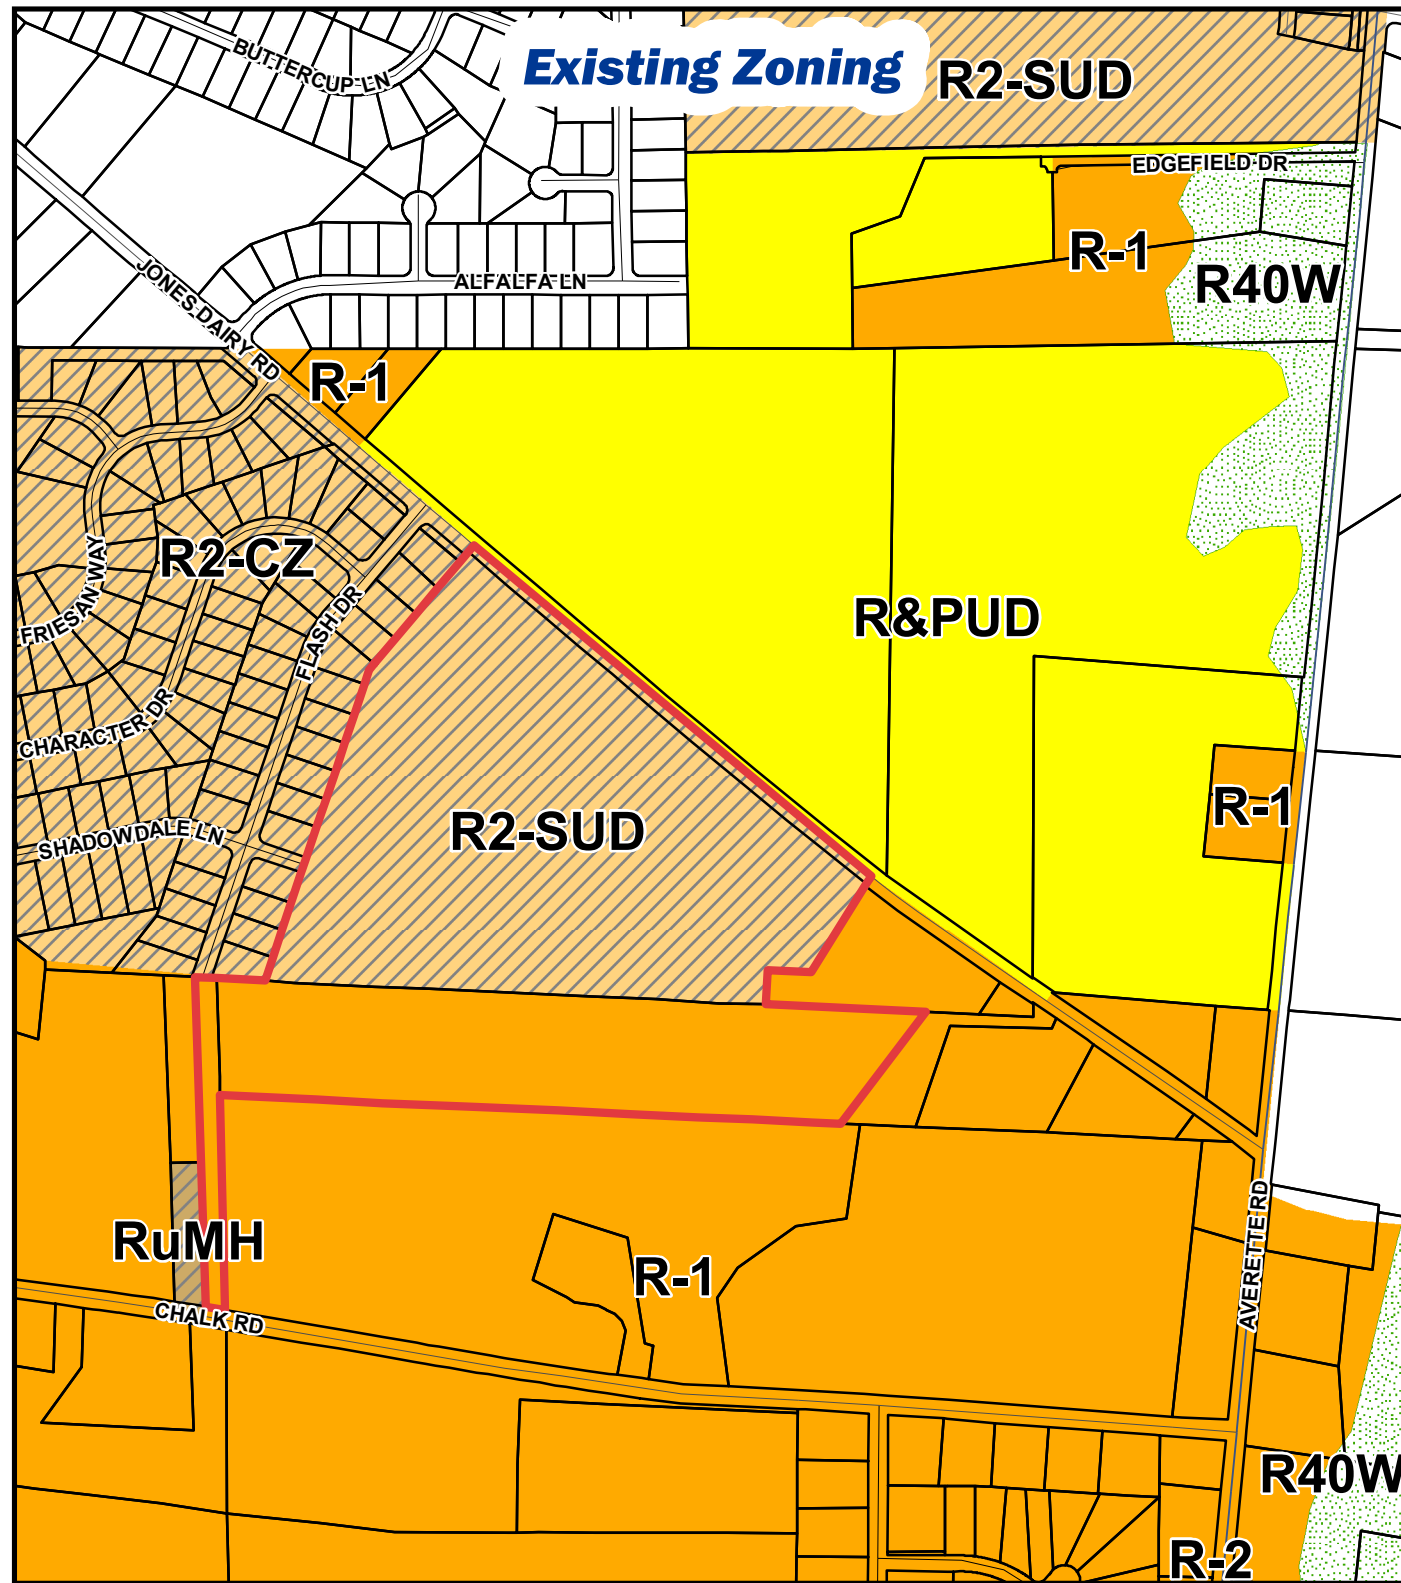 BUTTERCUP LN
Existing Zoning
R2-SUD
EDGEFIELD DR
R-1
R40W
JONES DAIRY RD
ALFALFA LN
R-1
R2-CZ
FRIESAN WAY
FLASH DR
R&PUD
CHARACTER DR
R-1
SHADOWDALE LN
R2-SUD
RuMH
R-1
AVERETTE RD
CHALK RD
R40W
R-2